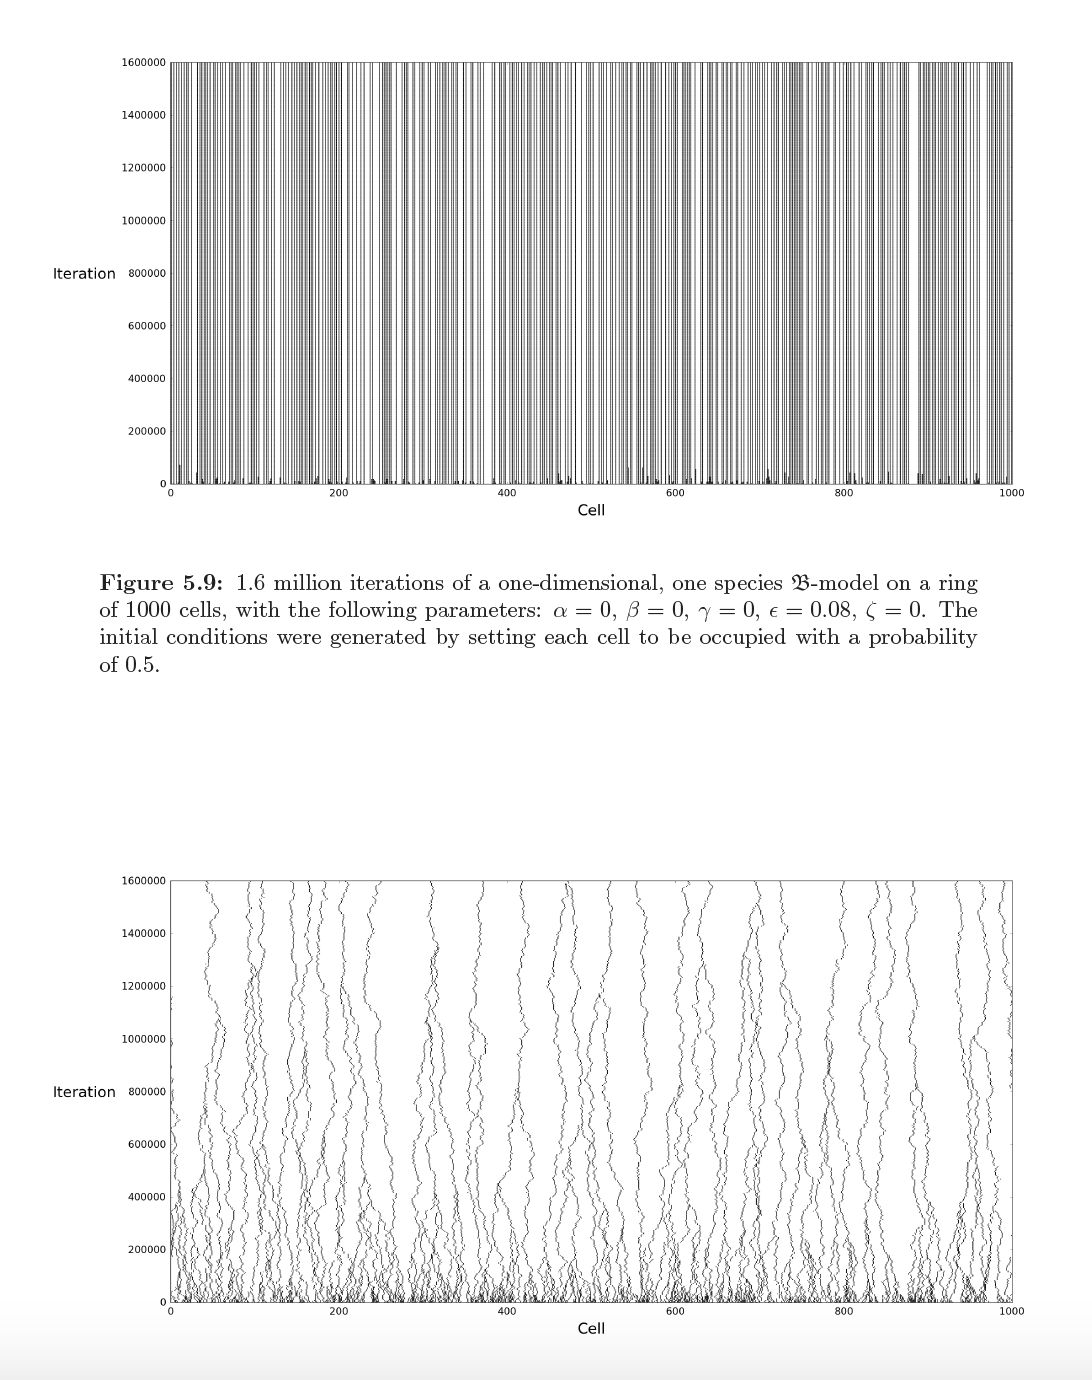 1600000
1400000
1200000
1000000
Iteration 800000
600000
400000
200000
0
0 200 400 600 800 1000
Cell
Figure 5.9: 1.6 million iterations of a one-dimensional, one species 𝔅-model on a ring
of 1000 cells, with the following parameters: α = 0, β = 0, γ = 0, ϵ = 0.08, ζ = 0. The
initial conditions were generated by setting each cell to be occupied with a probability
of 0.5.
1600000
1400000
1200000
1000000
Iteration 800000
600000
400000
200000
0
0 200 400 600 800 1000
Cell